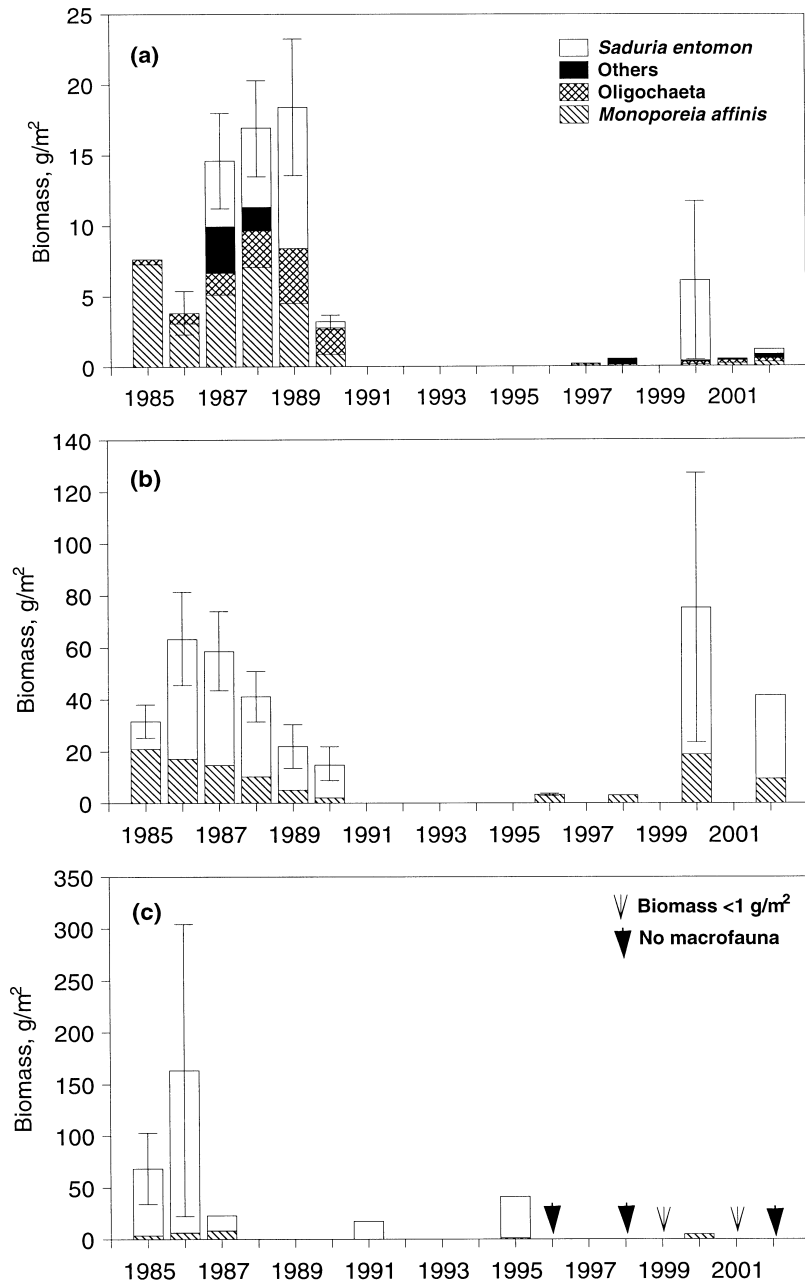 25
20
15
10
5
0
Biomass, g/m²
(a)
Saduria entomon
Others
Oligochaeta
Monoporeia affinis
1985 1987 1989 1991 1993 1995 1997 1999 2001
140
120
100
80
60
40
20
0
Biomass, g/m²
(b)
1985 1987 1989 1991 1993 1995 1997 1999 2001
350
300
250
200
150
100
50
0
Biomass, g/m²
(c)
Biomass <1 g/m²
No macrofauna
1985 1987 1989 1991 1993 1995 1997 1999 2001